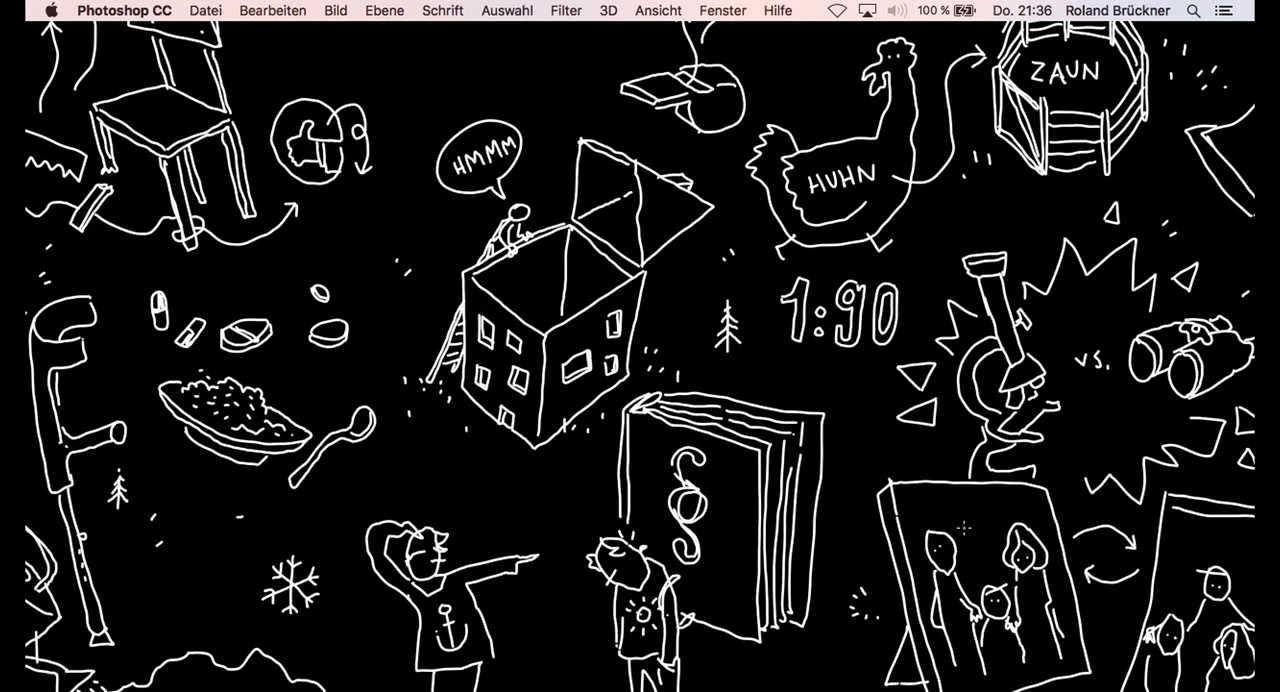 Photoshop CC Datei Bearbeiten Bild Ebene Schrift Auswahl Filter 3D Ansicht Fenster Hilfe 100 % Do. 21:36 Roland Brückner
ZAUN
HMMM
HUHN
1:90
vs.
§